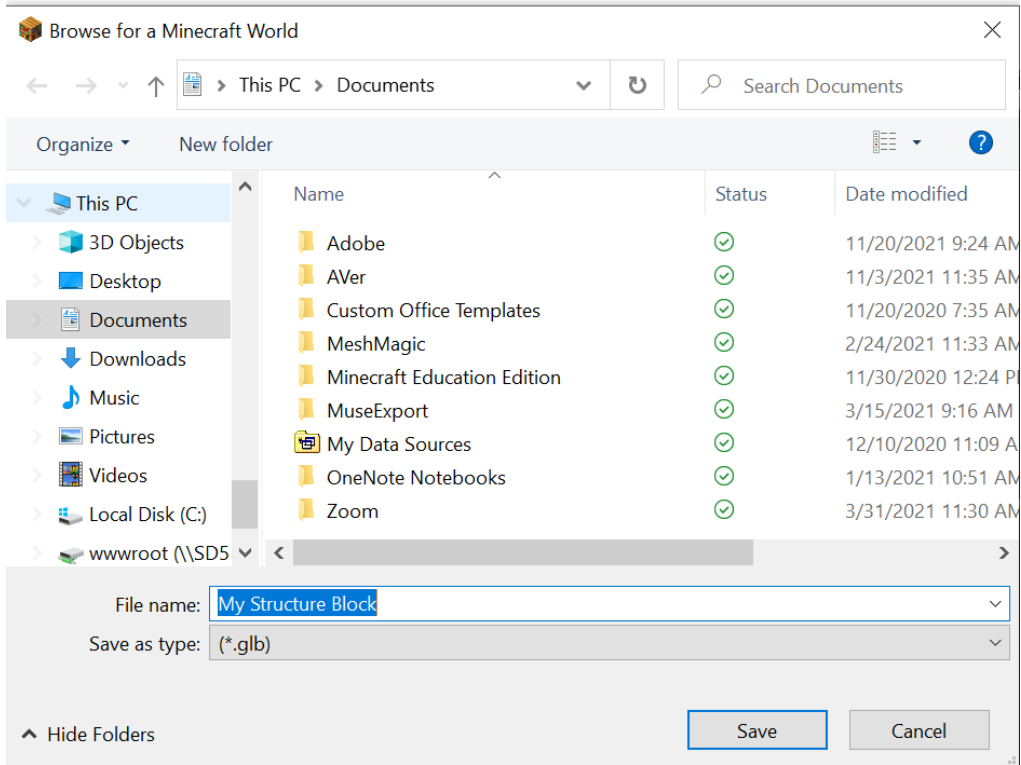 Browse for a Minecraft World
This PC > Documents
Search Documents
Organize
New folder
?
Name Status Date modified
This PC
3D Objects
Desktop
Documents
Downloads
Music
Pictures
Videos
Local Disk (C:)
wwwroot (\\SD5
Adobe 11/20/2021 9:24 AM
AVer 11/3/2021 11:35 AM
Custom Office Templates 11/20/2020 7:35 AM
MeshMagic 2/24/2021 11:33 AM
Minecraft Education Edition 11/30/2020 12:24 P
MuseExport 3/15/2021 9:16 AM
My Data Sources 12/10/2020 11:09 A
OneNote Notebooks 1/13/2021 10:51 AM
Zoom 3/31/2021 11:30 AM
File name: My Structure Block
Save as type: (*.glb)
Hide Folders
Save
Cancel